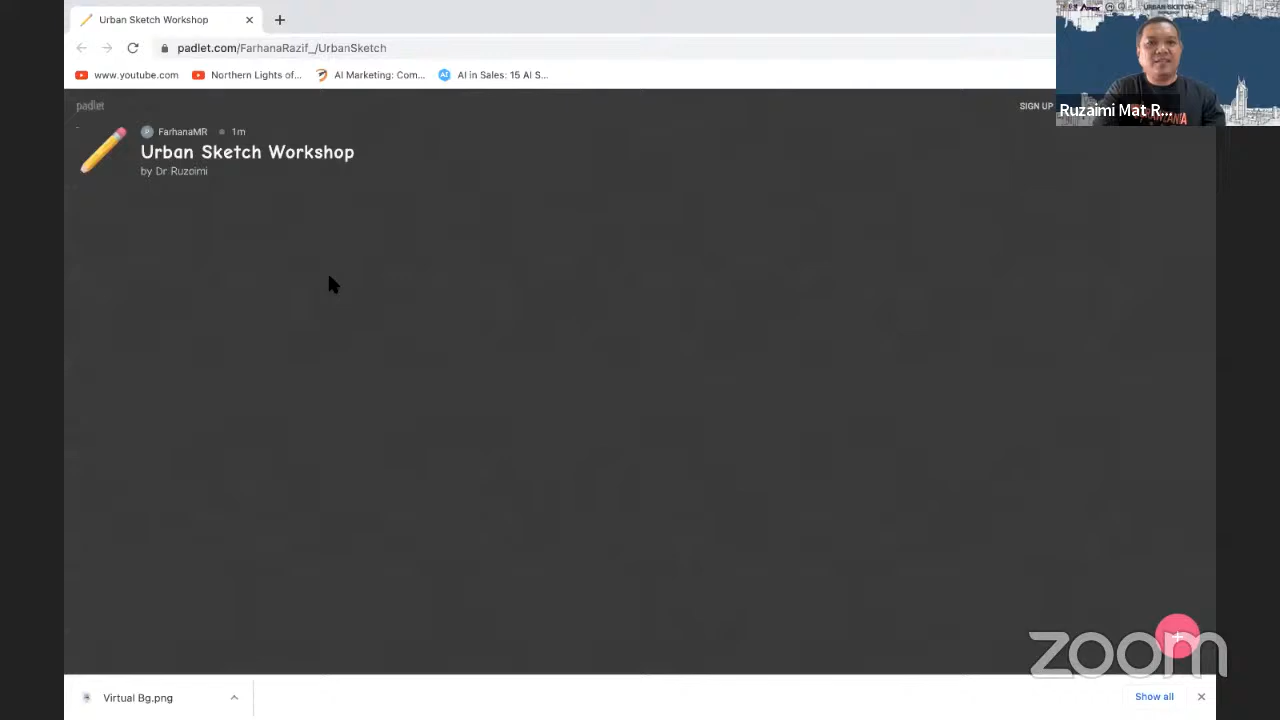 Urban Sketch Workshop
padlet.com/FarhanaRazif_/UrbanSketch
www.youtube.com
Northern Lights of...
AI Marketing: Com...
AI in Sales: 15 AI S...
padlet
SIGN UP
FarhanaMR 1m
Urban Sketch Workshop
by Dr Ruzaimi
URBAN SKETCH
Ruzaimi Mat R...
zoom
Virtual Bg.png
Show all